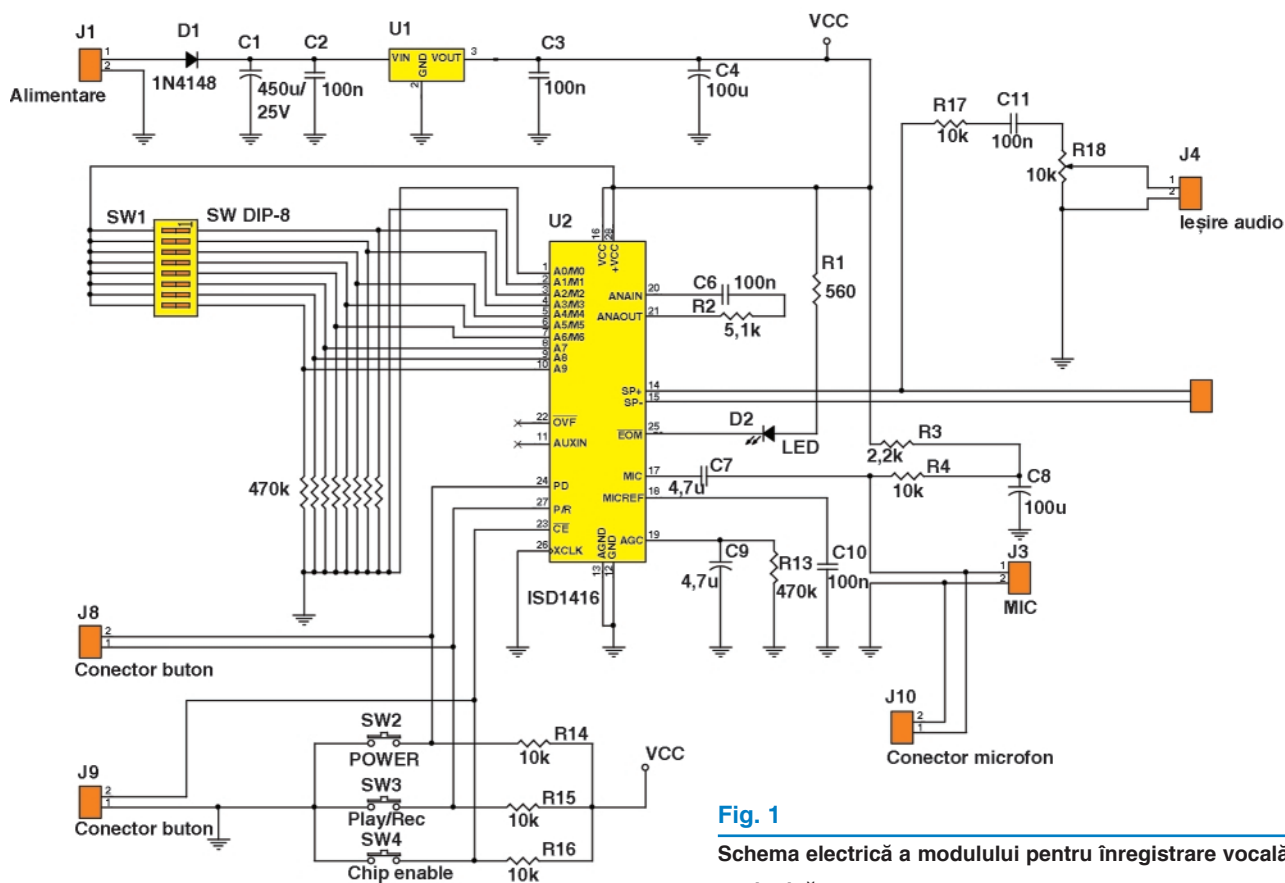 J1
1
2
Alimentare
D1
1N4148
C1
450u/
25V
C2
100n
U1
VIN
VOUT
GND
3
2
C3
100n
C4
100u
VCC
R17
10k
C11
100n
R18
10k
J4
1
2
Ieșire audio
SW1
SW DIP-8
1
U2
16
28
VCC
+VCC
1 A0/M0
2 A1/M1
3 A2/M2
4 A3/M3
5 A4/M4
6 A5/M5
7 A6/M6
8 A7
9 A8
10 A9
22 OVF
11 AUXIN
24 PD
27 P/R
23 CE
26 XCLK
ANAIN 20
ANAOUT 21
SP+ 14
SP- 15
EOM 25
MIC 17
MICREF 18
AGC 19
AGND
GND
13
12
ISD1416
C6
100n
R2
5,1k
R1
560
D2
LED
R3
2,2k
R4
10k
C7
4,7u
C8
100u
C9
4,7u
R13
470k
C10
100n
J3
1
2
MIC
470k
J8
2
1
Conector buton
J10
2
1
Conector microfon
J9
2
1
Conector buton
SW2
POWER
SW3
Play/Rec
SW4
Chip enable
R14
10k
R15
10k
R16
10k
VCC
Fig. 1
Schema electrică a modulului pentru înregistrare vocală